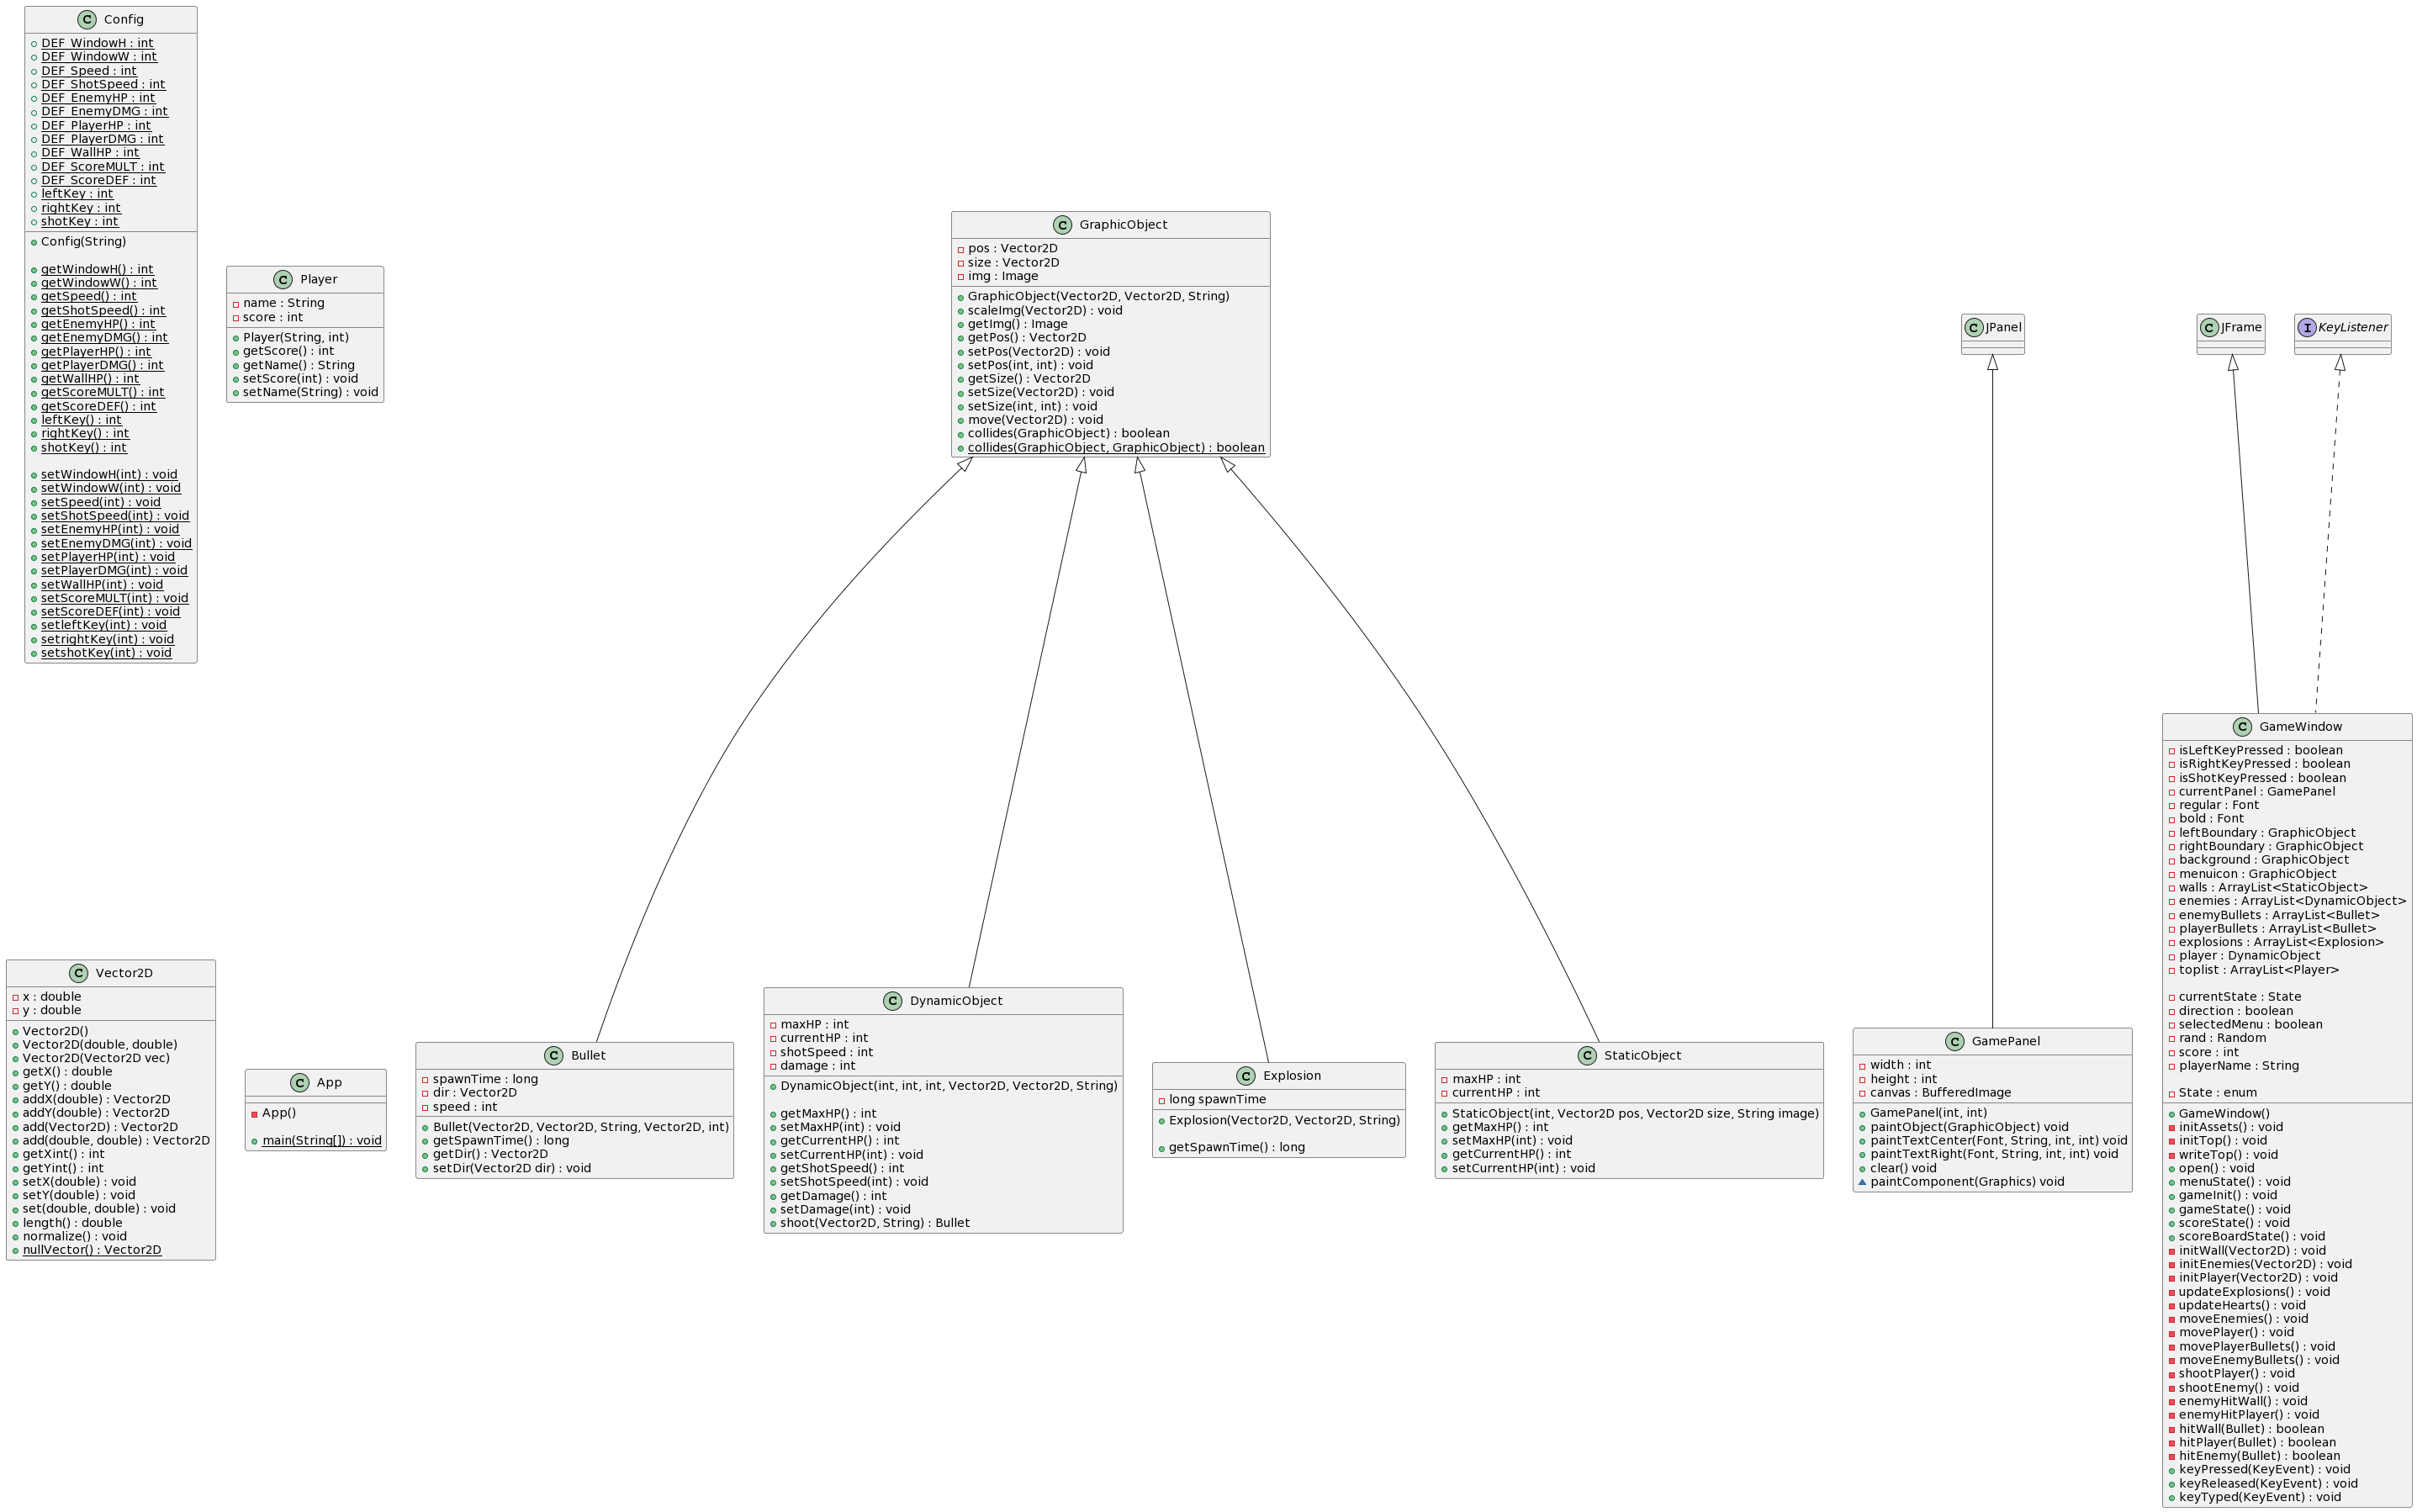 Config
DEF_WindowH : int
DEF_WindowW : int
DEF_Speed : int
DEF_ShotSpeed : int
DEF_EnemyHP : int
DEF_EnemyDMG : int
DEF_PlayerHP : int
DEF_PlayerDMG : int
DEF_WallHP : int
DEF_ScoreMULT : int
DEF_ScoreDEF : int
leftKey : int
rightKey : int
shotKey : int
Config(String)
getWindowH() : int
getWindowW() : int
getSpeed() : int
getShotSpeed() : int
getEnemyHP() : int
getEnemyDMG() : int
getPlayerHP() : int
getPlayerDMG() : int
getWallHP() : int
getScoreMULT() : int
getScoreDEF() : int
leftKey() : int
rightKey() : int
shotKey() : int
setWindowH(int) : void
setWindowW(int) : void
setSpeed(int) : void
setShotSpeed(int) : void
setEnemyHP(int) : void
setEnemyDMG(int) : void
setPlayerHP(int) : void
setPlayerDMG(int) : void
setWallHP(int) : void
setScoreMULT(int) : void
setScoreDEF(int) : void
setleftKey(int) : void
setrightKey(int) : void
setshotKey(int) : void
Player
name : String
score : int
Player(String, int)
getScore() : int
getName() : String
setScore(int) : void
setName(String) : void
GraphicObject
pos : Vector2D
size : Vector2D
img : Image
GraphicObject(Vector2D, Vector2D, String)
scaleImg(Vector2D) : void
getImg() : Image
getPos() : Vector2D
setPos(Vector2D) : void
setPos(int, int) : void
getSize() : Vector2D
setSize(Vector2D) : void
setSize(int, int) : void
move(Vector2D) : void
collides(GraphicObject) : boolean
collides(GraphicObject, GraphicObject) : boolean
JPanel
JFrame
KeyListener
Vector2D
x : double
y : double
Vector2D()
Vector2D(double, double)
Vector2D(Vector2D vec)
getX() : double
getY() : double
addX(double) : Vector2D
addY(double) : Vector2D
add(Vector2D) : Vector2D
add(double, double) : Vector2D
getXint() : int
getYint() : int
setX(double) : void
setY(double) : void
set(double, double) : void
length() : double
normalize() : void
nullVector() : Vector2D
App
App()
main(String[]) : void
Bullet
spawnTime : long
dir : Vector2D
speed : int
Bullet(Vector2D, Vector2D, String, Vector2D, int)
getSpawnTime() : long
getDir() : Vector2D
setDir(Vector2D dir) : void
DynamicObject
maxHP : int
currentHP : int
shotSpeed : int
damage : int
DynamicObject(int, int, int, Vector2D, Vector2D, String)
getMaxHP() : int
setMaxHP(int) : void
getCurrentHP() : int
setCurrentHP(int) : void
getShotSpeed() : int
setShotSpeed(int) : void
getDamage() : int
setDamage(int) : void
shoot(Vector2D, String) : Bullet
Explosion
long spawnTime
Explosion(Vector2D, Vector2D, String)
getSpawnTime() : long
StaticObject
maxHP : int
currentHP : int
StaticObject(int, Vector2D pos, Vector2D size, String image)
getMaxHP() : int
setMaxHP(int) : void
getCurrentHP() : int
setCurrentHP(int) : void
GamePanel
width : int
height : int
canvas : BufferedImage
GamePanel(int, int)
paintObject(GraphicObject) void
paintTextCenter(Font, String, int, int) void
paintTextRight(Font, String, int, int) void
clear() void
paintComponent(Graphics) void
GameWindow
isLeftKeyPressed : boolean
isRightKeyPressed : boolean
isShotKeyPressed : boolean
currentPanel : GamePanel
regular : Font
bold : Font
leftBoundary : GraphicObject
rightBoundary : GraphicObject
background : GraphicObject
menuicon : GraphicObject
walls : ArrayList<StaticObject>
enemies : ArrayList<DynamicObject>
enemyBullets : ArrayList<Bullet>
playerBullets : ArrayList<Bullet>
explosions : ArrayList<Explosion>
player : DynamicObject
toplist : ArrayList<Player>
currentState : State
direction : boolean
selectedMenu : boolean
rand : Random
score : int
playerName : String
State : enum
GameWindow()
initAssets() : void
initTop() : void
writeTop() : void
open() : void
menuState() : void
gameInit() : void
gameState() : void
scoreState() : void
scoreBoardState() : void
initWall(Vector2D) : void
initEnemies(Vector2D) : void
initPlayer(Vector2D) : void
updateExplosions() : void
updateHearts() : void
moveEnemies() : void
movePlayer() : void
movePlayerBullets() : void
moveEnemyBullets() : void
shootPlayer() : void
shootEnemy() : void
enemyHitWall() : void
enemyHitPlayer() : void
hitWall(Bullet) : boolean
hitPlayer(Bullet) : boolean
hitEnemy(Bullet) : boolean
keyPressed(KeyEvent) : void
keyReleased(KeyEvent) : void
keyTyped(KeyEvent) : void